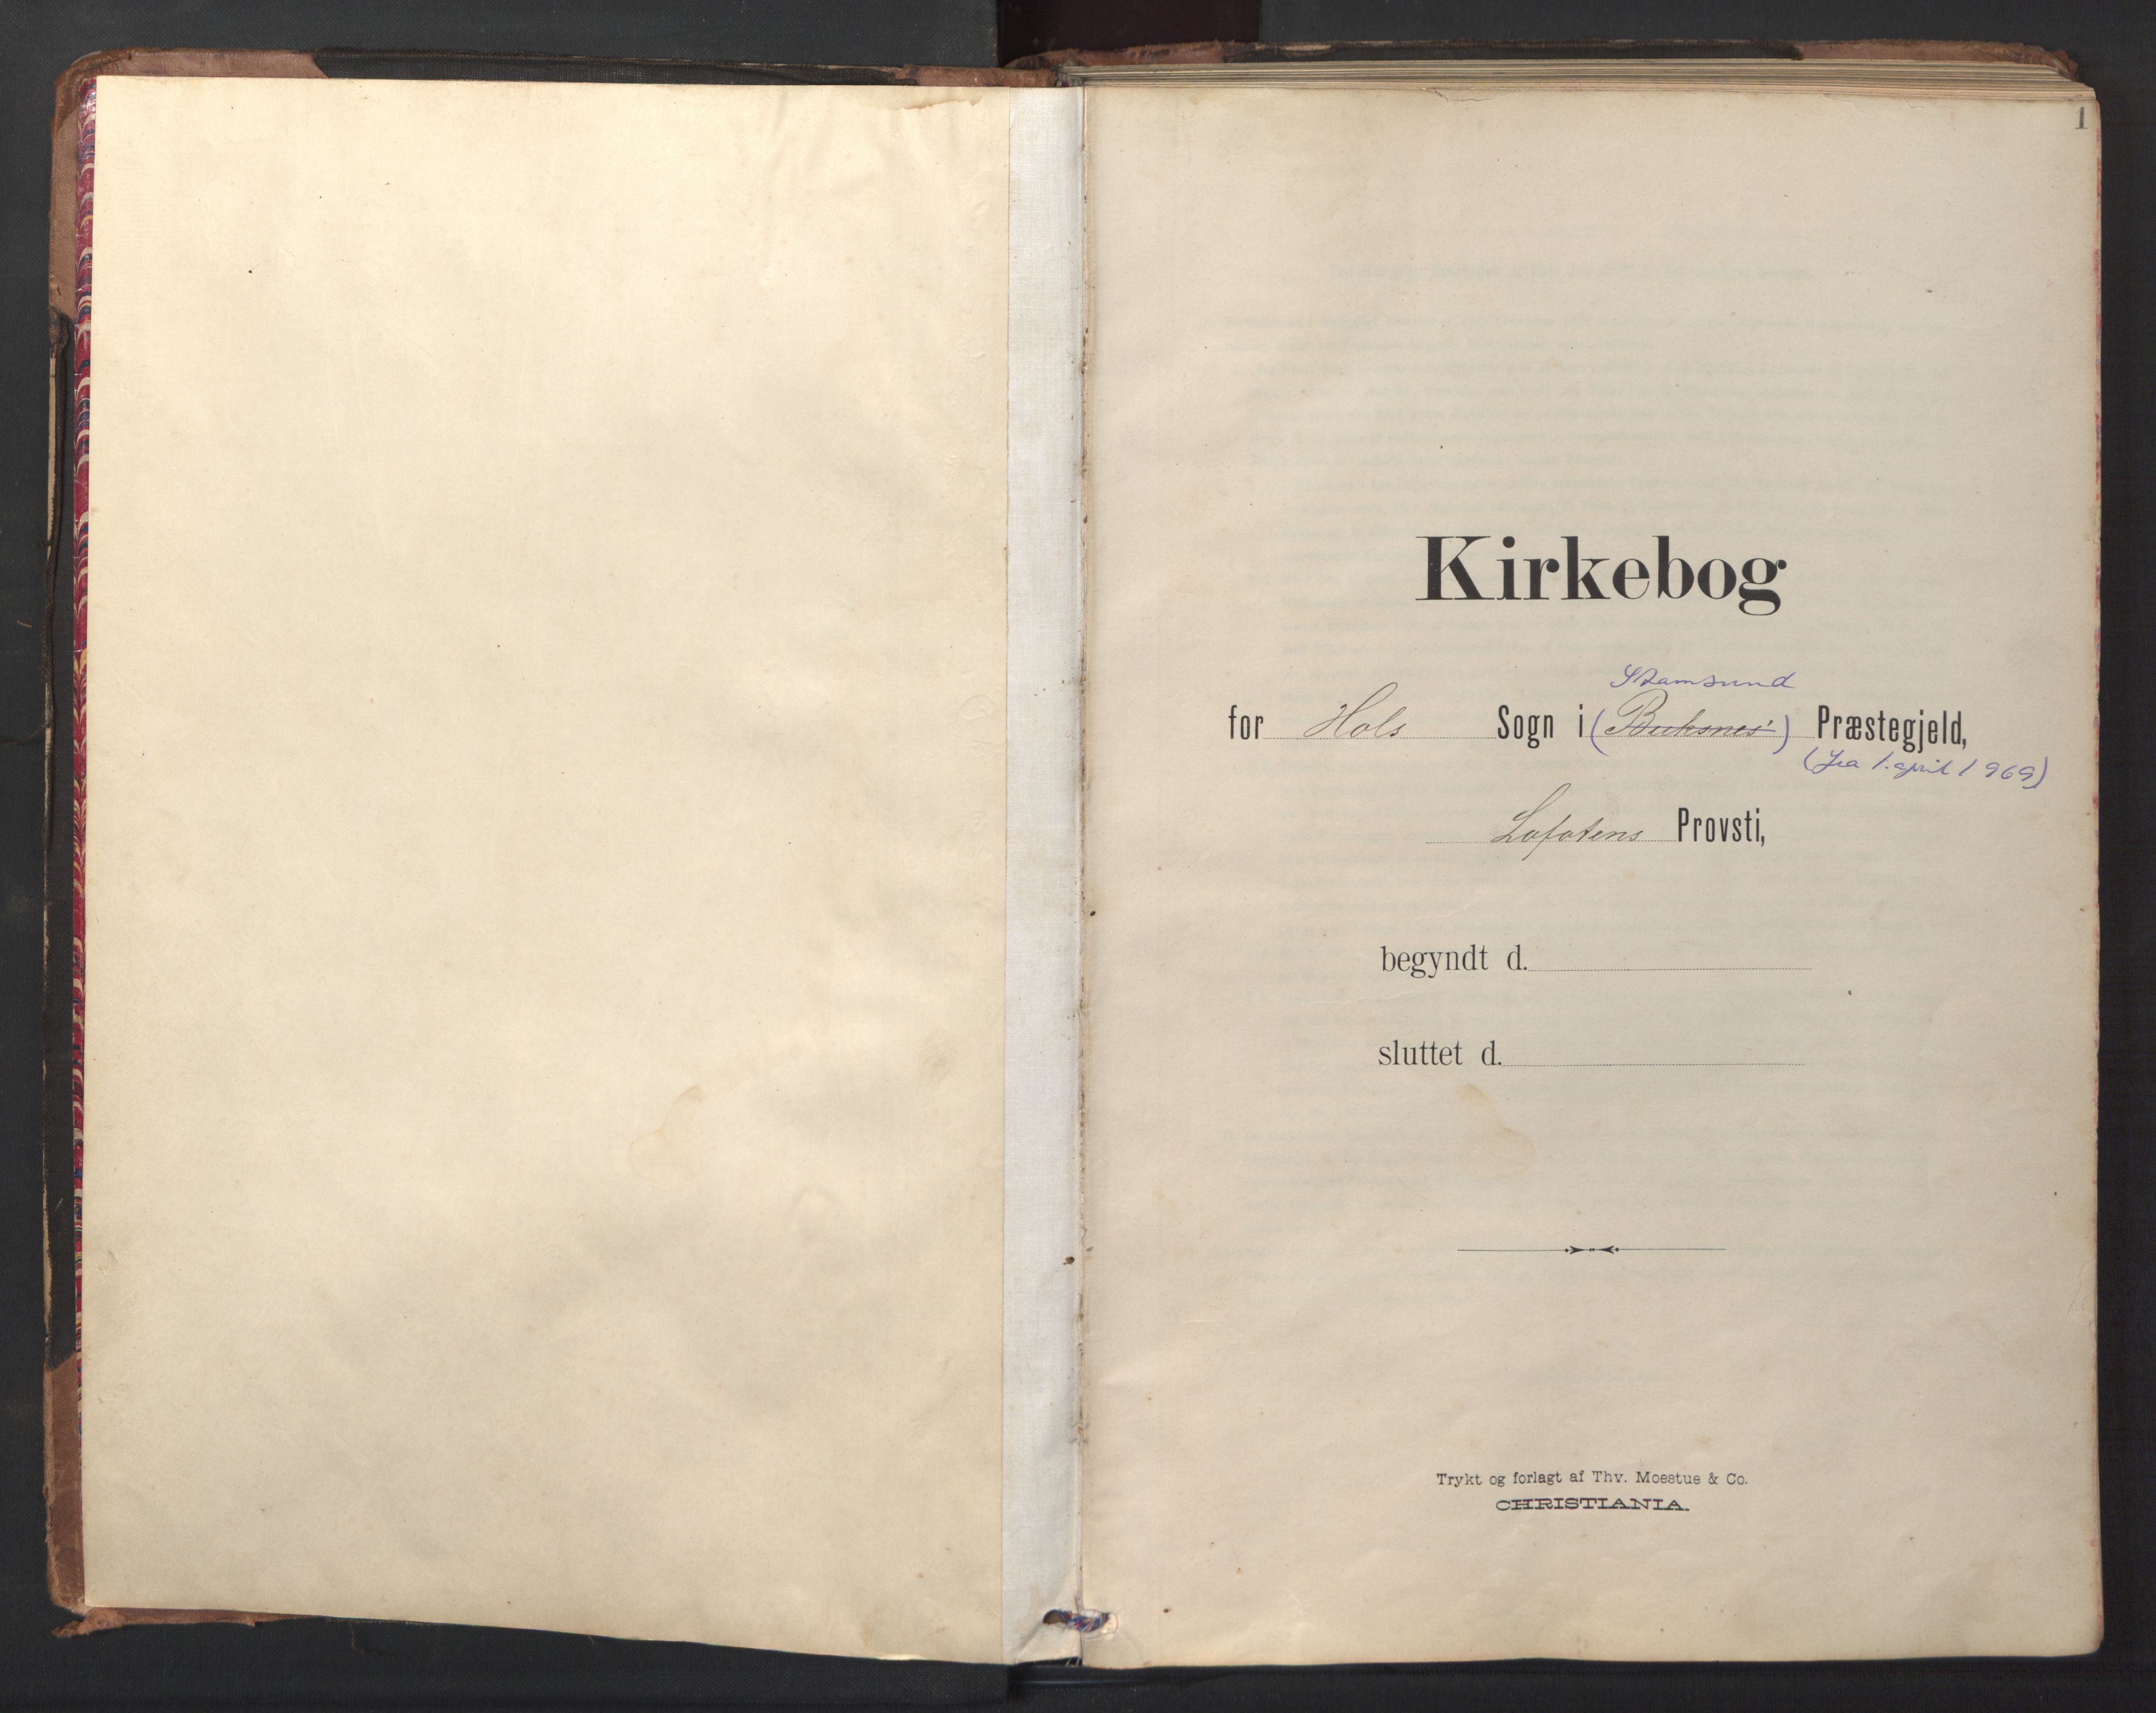 1
Kirkebog
Stamsund
for Hols Sogn i (Buksnes) Præstegjeld,
(fra 1. april 1969)
Lofotens Provsti,
begyndt d.
sluttet d.
Trykt og forlagt af Thv. Moestue & Co.
CHRISTIANIA.